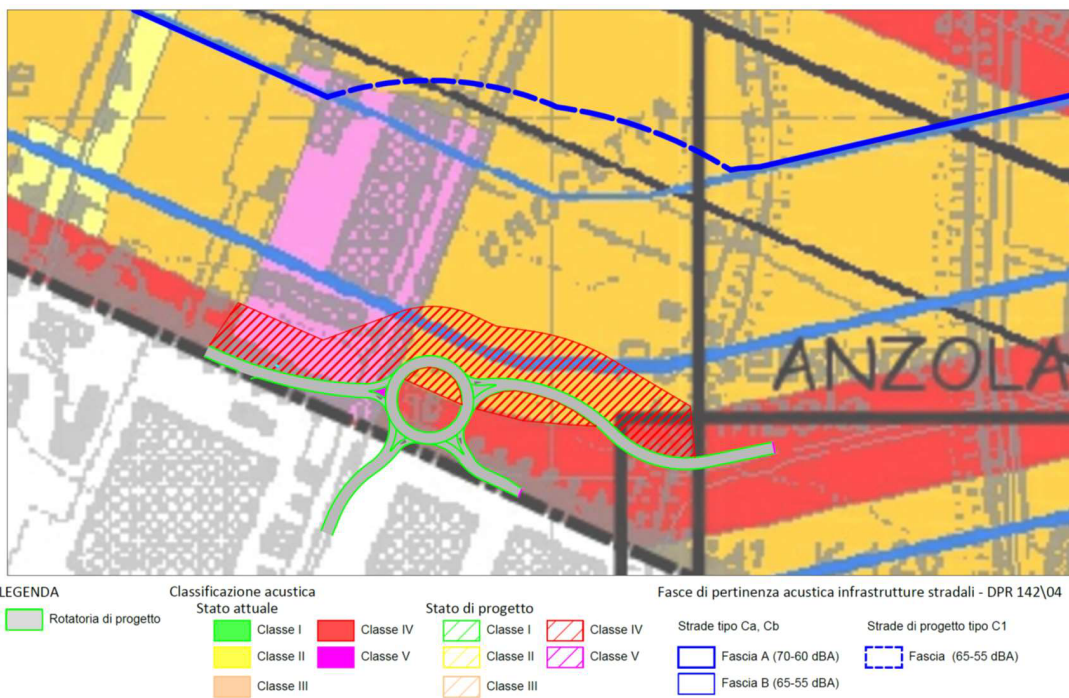 ANZOLA
LEGENDA
Rotatoria di progetto
Classificazione acustica
Stato attuale
Classe I
Classe IV
Classe II
Classe V
Classe III
Stato di progetto
Classe I
Classe IV
Classe II
Classe V
Classe III
Fasce di pertinenza acustica infrastrutture stradali - DPR 142\04
Strade tipo Ca, Cb
Fascia A (70-60 dBA)
Fascia B (65-55 dBA)
Strade di progetto tipo C1
Fascia (65-55 dBA)